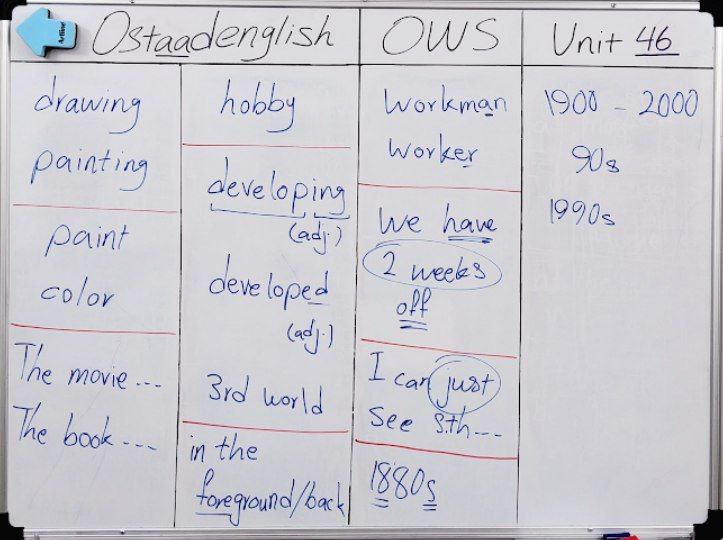 Ostaadenglish
OWS
Unit 46
Artline
drawing
painting
paint
color
The movie ...
The book ...
hobby
developing
(adj.)
developed
(adj.)
3rd world
in the
foreground/back
workman
worker
we have
2 weeks
off
I can just
see s.th...
1880s
1900 - 2000
90s
1990s